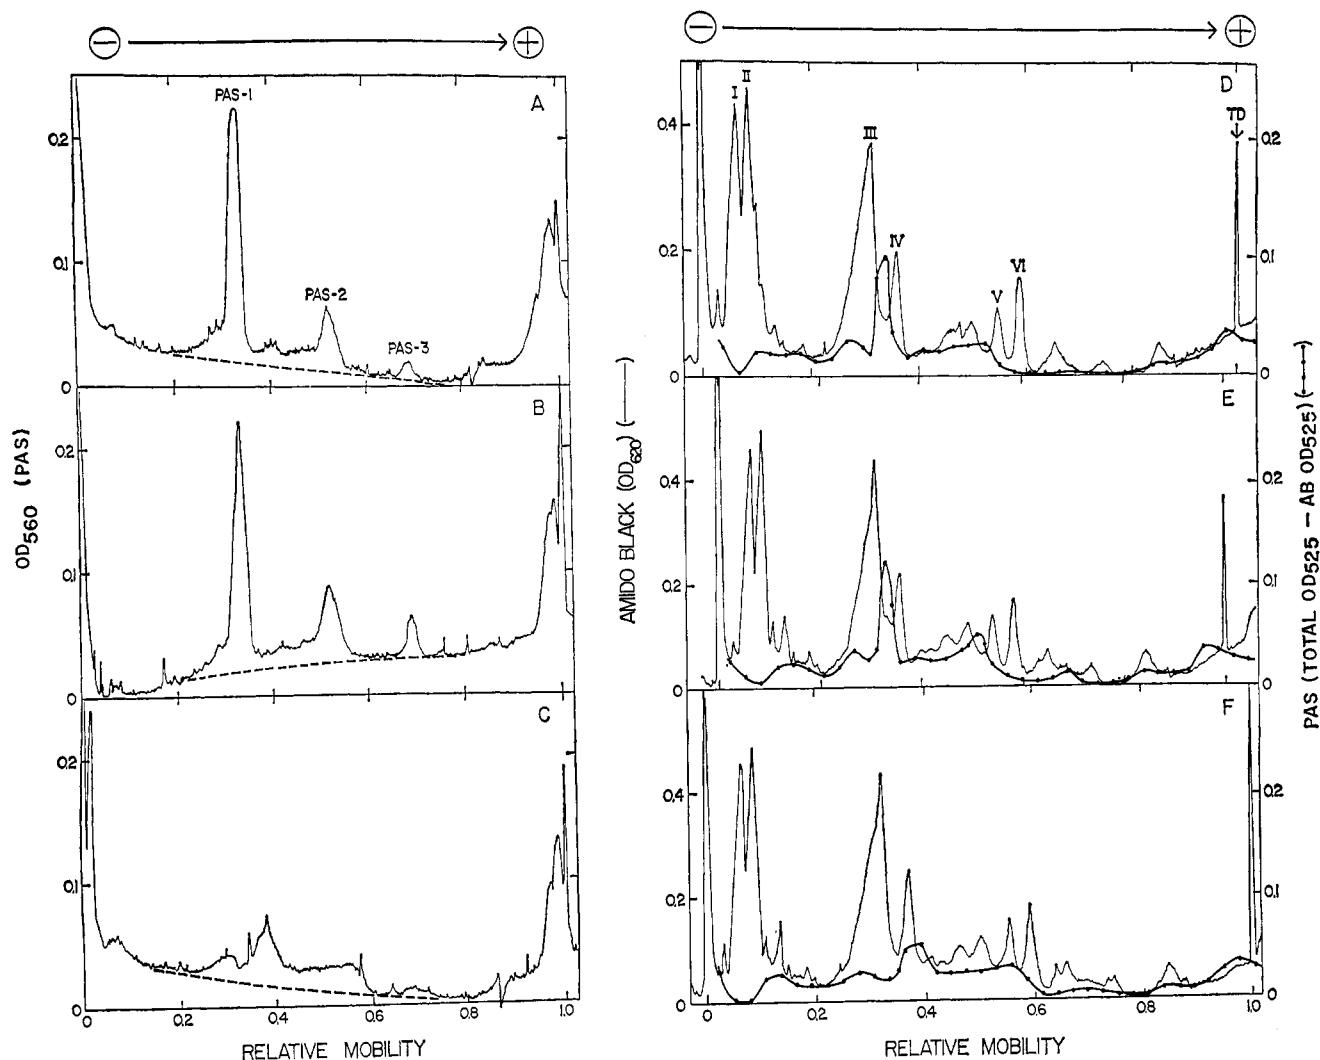 − +
− +
A
PAS-1
PAS-2
PAS-3
0.2
0.1
0
B
0.2
0.1
0
C
0.2
0.1
0
0 0.2 0.4 0.6 0.8 1.0
RELATIVE MOBILITY
OD560 (PAS)
D
I
II
III
IV
V
VI
TD
0.4
0.2
0
0.2
0.1
0
E
0.4
0.2
0
0.2
0.1
0
F
0.4
0.2
0
0.2
0.1
0
0 0.2 0.4 0.6 0.8 1.0
RELATIVE MOBILITY
AMIDO BLACK (OD620) (——)
PAS (TOTAL OD525 − AB OD525) (•—•—•)